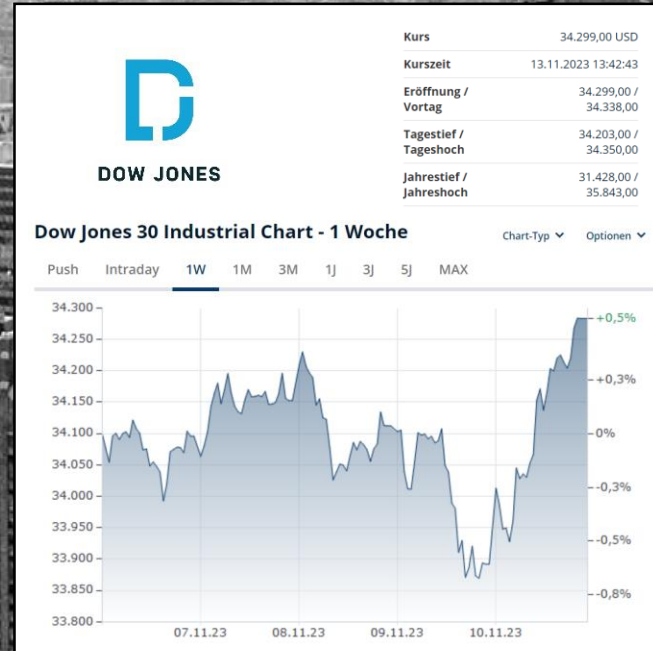 DOW JONES
Kurs 34.299,00 USD
Kurszeit 13.11.2023 13:42:43
Eröffnung / 34.299,00 /
Vortag 34.338,00
Tagestief / 34.203,00 /
Tageshoch 34.350,00
Jahrestief / 31.428,00 /
Jahreshoch 35.843,00
Dow Jones 30 Industrial Chart - 1 Woche
Chart-Typ Optionen
Push Intraday 1W 1M 3M 1J 3J 5J MAX
34.300
34.250
34.200
34.150
34.100
34.050
34.000
33.950
33.900
33.850
33.800
+0,5%
+0,3%
0%
-0,3%
-0,5%
-0,8%
07.11.23 08.11.23 09.11.23 10.11.23